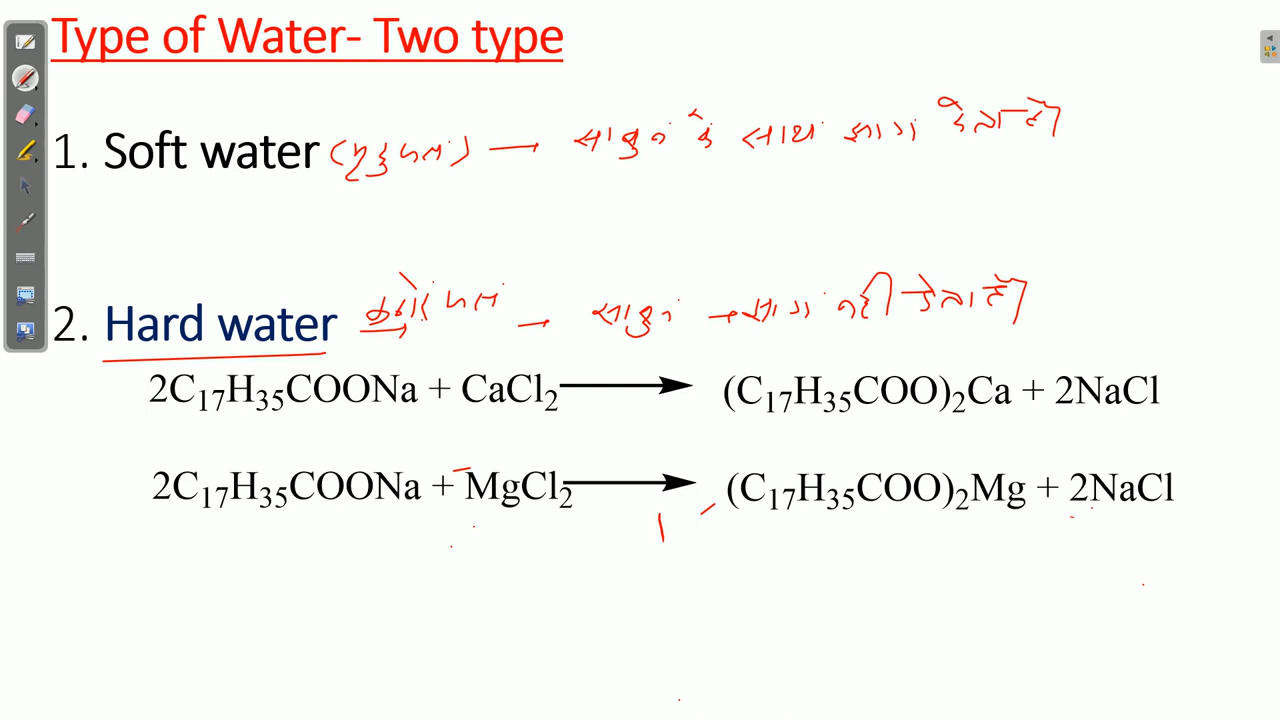 Type of Water- Two type
1. Soft water (मृदु जल) → साबुन के साथ झाग देता है
2. Hard water कठोर जल → साबुन → झाग नहीं देता है
2C₁₇H₃₅COONa + CaCl₂ ⟶ (C₁₇H₃₅COO)₂Ca + 2NaCl
2C₁₇H₃₅COONa + MgCl₂ ⟶ (C₁₇H₃₅COO)₂Mg + 2NaCl